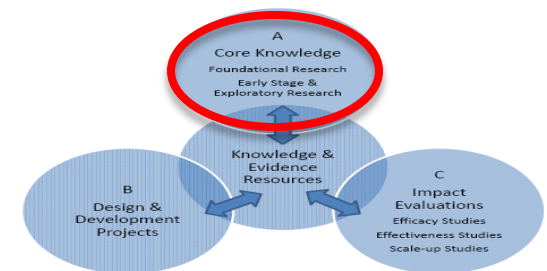 A
Core Knowledge
Foundational Research
Early Stage &
Exploratory Research
Knowledge &
Evidence
Resources
B
Design &
Development
Projects
C
Impact
Evaluations
Efficacy Studies
Effectiveness Studies
Scale-up Studies